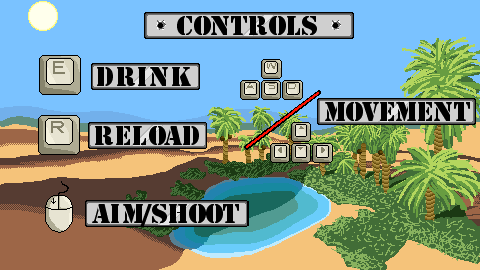 CONTROLS
E DRINK
W
A S D
MOVEMENT
R RELOAD
AIM/SHOOT